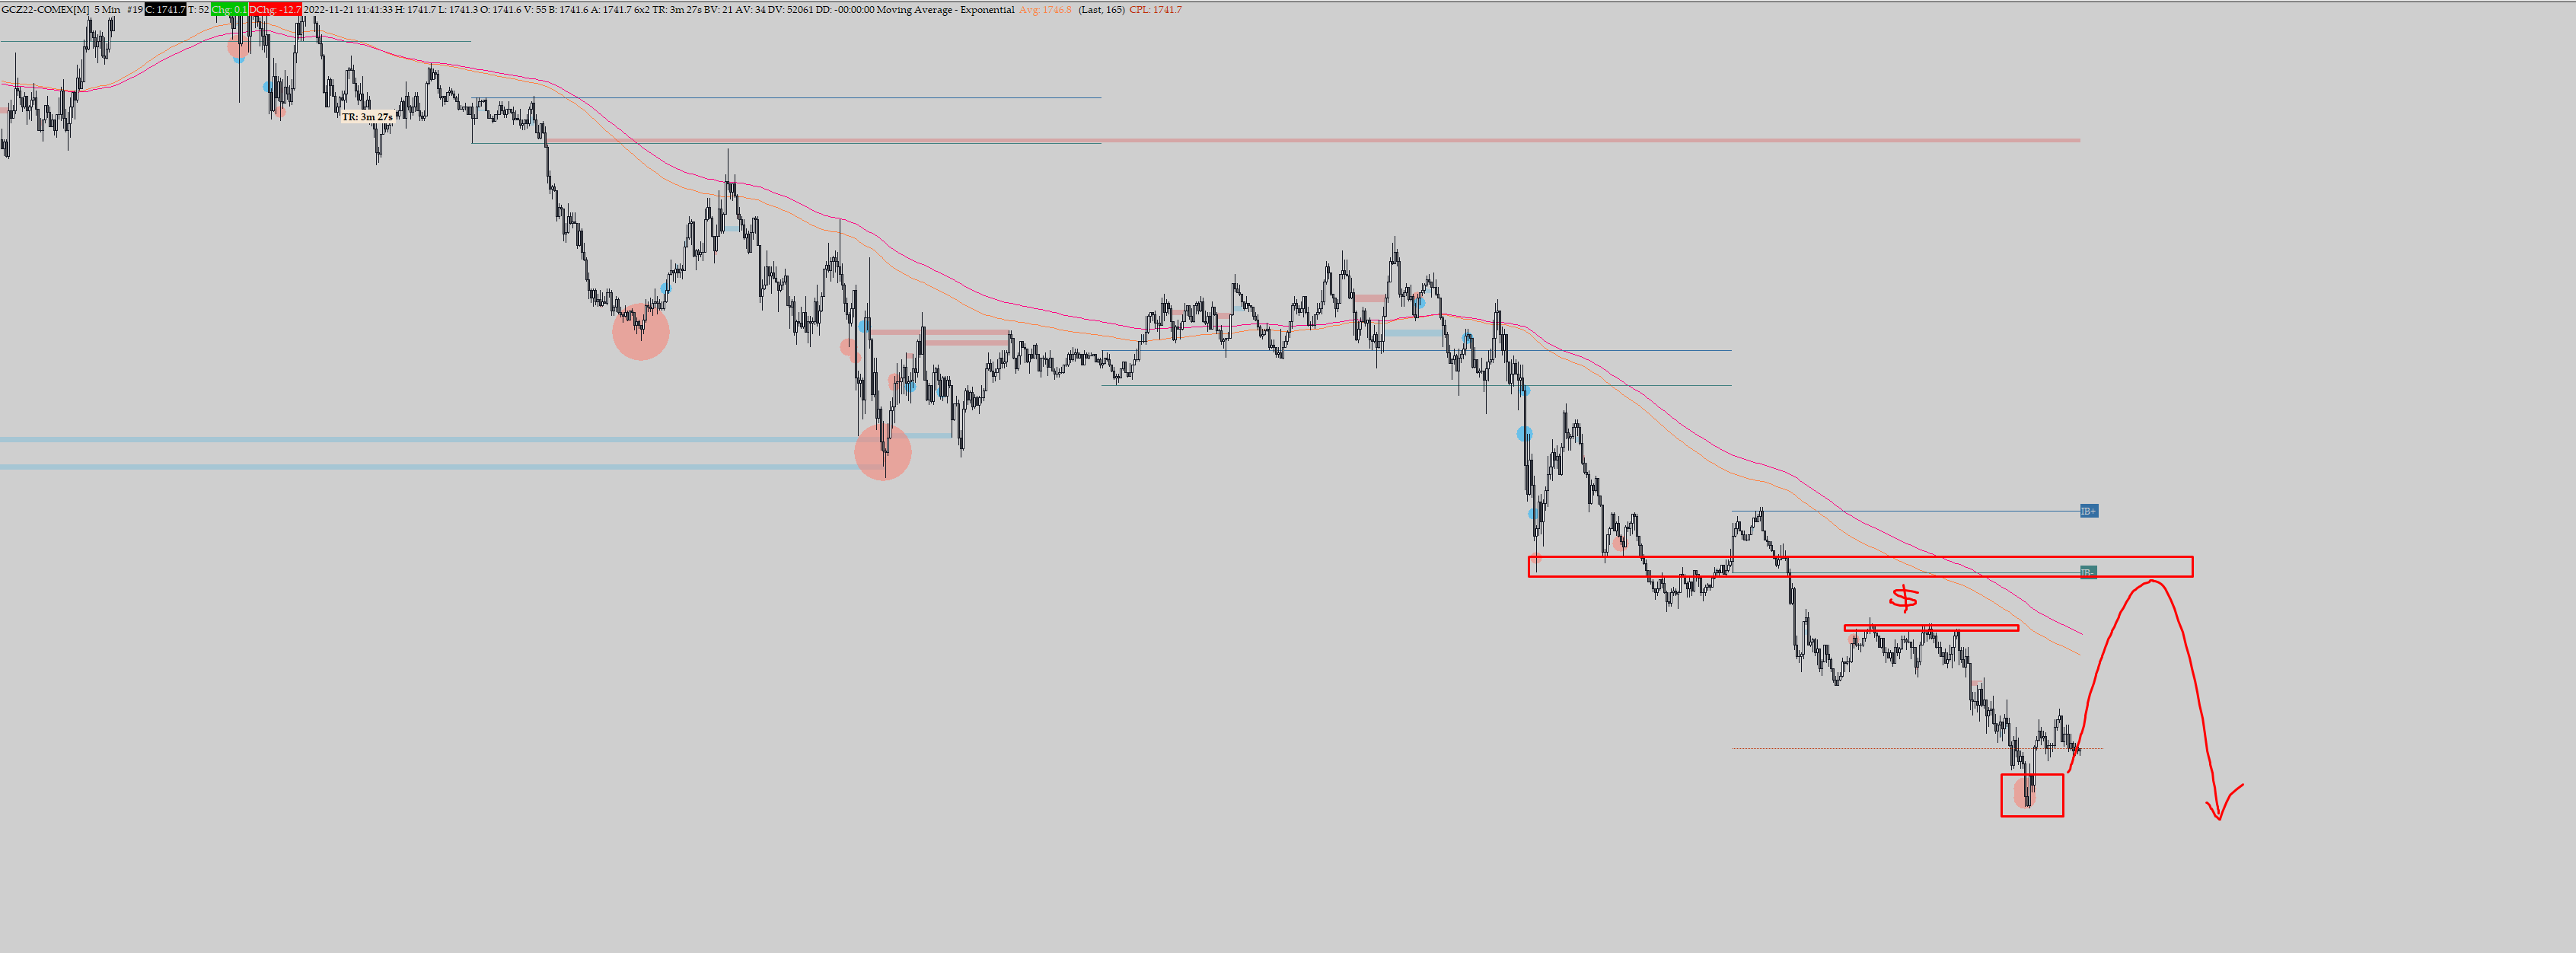 GCZ22-COMEX[M] 5 Min #19 C: 1741.7 T: 52 Chg: 0.1 DChg: -12.7 2022-11-21 11:41:33 H: 1741.7 L: 1741.3 O: 1741.6 V: 55 B: 1741.6 A: 1741.7 6x2 TR: 3m 27s BV: 21 AV: 34 DV: 52061 DD: -00:00:00 Moving Average - Exponential Avg: 1746.8 (Last, 165) CPL: 1741.7
TR: 3m 27s
IB+
IB-
$